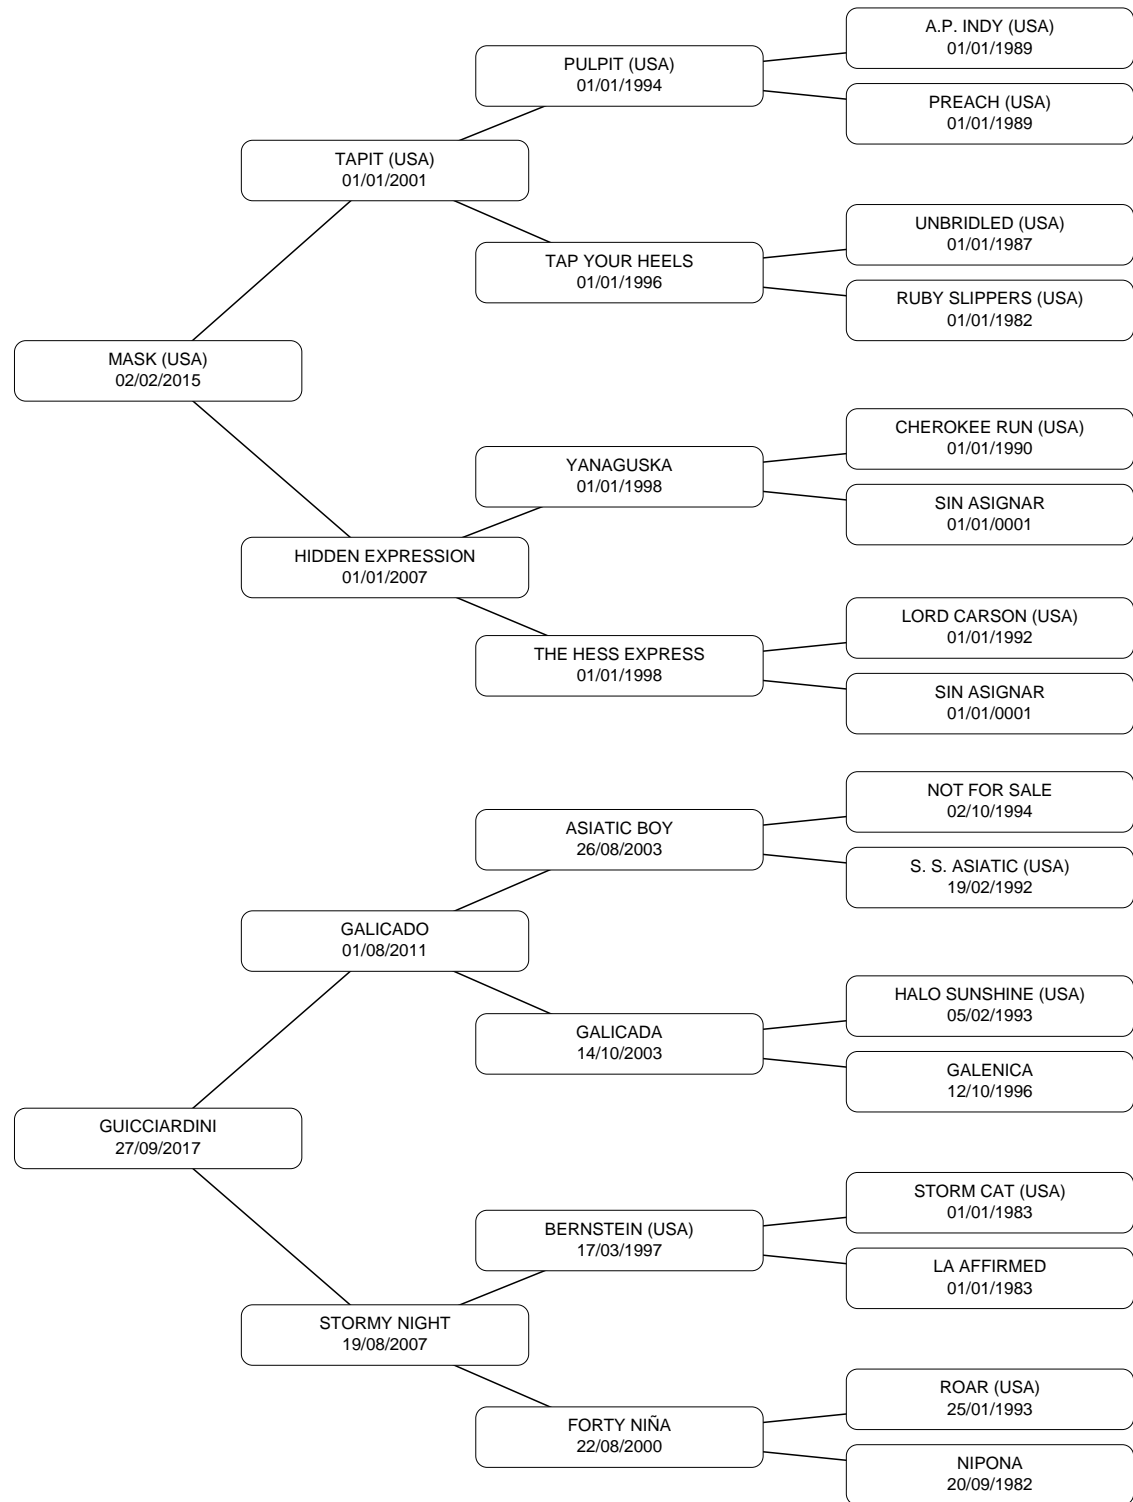 A.P. INDY (USA)
01/01/1989
PULPIT (USA)
01/01/1994
PREACH (USA)
01/01/1989
TAPIT (USA)
01/01/2001
UNBRIDLED (USA)
01/01/1987
TAP YOUR HEELS
01/01/1996
RUBY SLIPPERS (USA)
01/01/1982
MASK (USA)
02/02/2015
CHEROKEE RUN (USA)
01/01/1990
YANAGUSKA
01/01/1998
SIN ASIGNAR
01/01/0001
HIDDEN EXPRESSION
01/01/2007
LORD CARSON (USA)
01/01/1992
THE HESS EXPRESS
01/01/1998
SIN ASIGNAR
01/01/0001
NOT FOR SALE
02/10/1994
ASIATIC BOY
26/08/2003
S. S. ASIATIC (USA)
19/02/1992
GALICADO
01/08/2011
HALO SUNSHINE (USA)
05/02/1993
GALICADA
14/10/2003
GALENICA
12/10/1996
GUICCIARDINI
27/09/2017
STORM CAT (USA)
01/01/1983
BERNSTEIN (USA)
17/03/1997
LA AFFIRMED
01/01/1983
STORMY NIGHT
19/08/2007
ROAR (USA)
25/01/1993
FORTY NIÑA
22/08/2000
NIPONA
20/09/1982